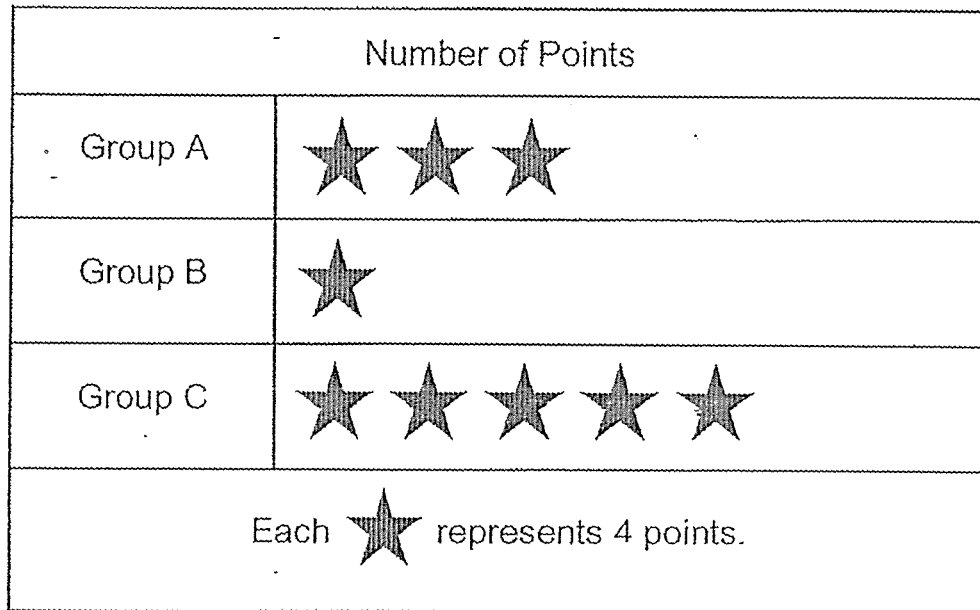 Number of Points
Group A
Group B
Group C
Each represents 4 points.